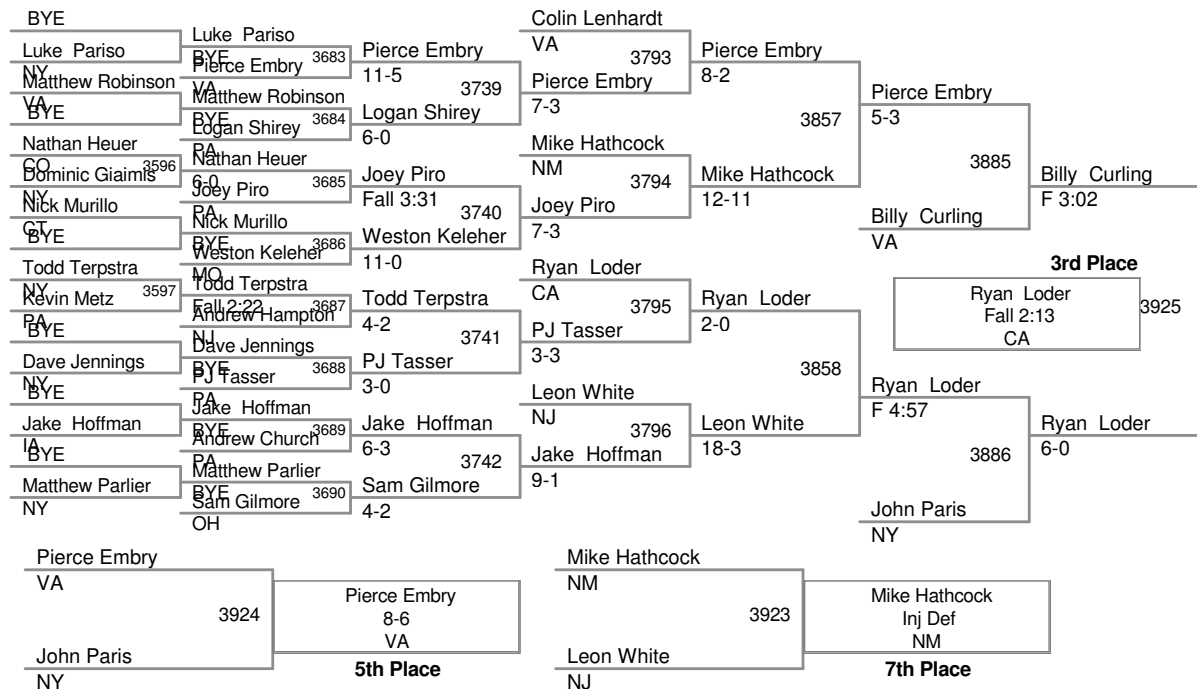 BYE
Luke Pariso
NY
Matthew Robinson
VA
BYE
Nathan Heuer
CO
3596
Dominic Giaimis
NY
Nick Murillo
CT
BYE
Todd Terpstra
NY
3597
Kevin Metz
PA
BYE
Dave Jennings
NY
BYE
Jake Hoffman
IA
BYE
Matthew Parlier
NY
Luke Pariso
BYE
3683
Pierce Embry
VA
Matthew Robinson
BYE
3684
Logan Shirey
PA
Nathan Heuer
6-0
3685
Joey Piro
PA
Nick Murillo
BYE
3686
Weston Keleher
MO
Todd Terpstra
Fall 2:22
3687
Andrew Hampton
NJ
Dave Jennings
BYE
3688
PJ Tasser
PA
Jake Hoffman
BYE
3689
Andrew Church
PA
Matthew Parlier
BYE
3690
Sam Gilmore
OH
Pierce Embry
11-5
3739
Logan Shirey
6-0
Joey Piro
Fall 3:31
3740
Weston Keleher
11-0
Todd Terpstra
4-2
3741
PJ Tasser
3-0
Jake Hoffman
6-3
3742
Sam Gilmore
4-2
Colin Lenhardt
VA
3793
Pierce Embry
7-3
Mike Hathcock
NM
3794
Joey Piro
7-3
Ryan Loder
CA
3795
PJ Tasser
3-3
Leon White
NJ
3796
Jake Hoffman
9-1
Pierce Embry
8-2
3857
Mike Hathcock
12-11
Ryan Loder
2-0
3858
Leon White
18-3
Pierce Embry
5-3
3885
Billy Curling
VA
Ryan Loder
F 4:57
3886
John Paris
NY
Billy Curling
F 3:02
Ryan Loder
6-0
3rd Place
Ryan Loder
Fall 2:13
CA
3925
Pierce Embry
VA
3924
John Paris
NY
Pierce Embry
8-6
VA
5th Place
Mike Hathcock
NM
3923
Leon White
NJ
Mike Hathcock
Inj Def
NM
7th Place